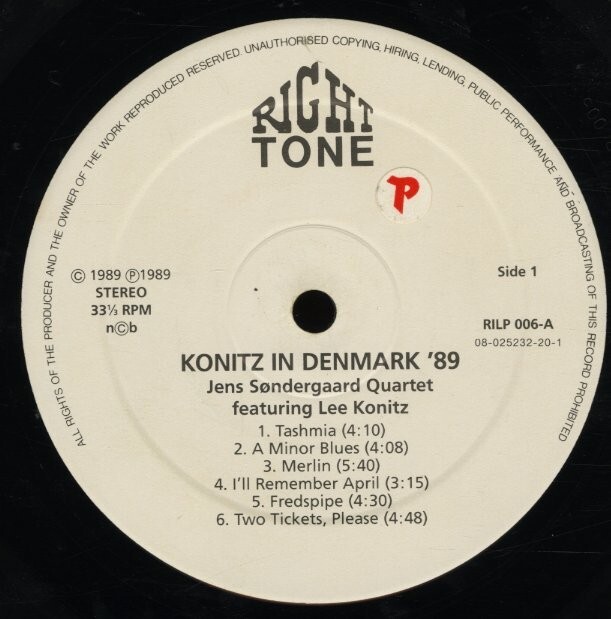 ALL RIGHTS OF THE PRODUCER AND THE OWNER OF THE WORK REPRODUCED RESERVED. UNAUTHORISED COPYING, HIRING, LENDING, PUBLIC PERFORMANCE AND BROADCASTING OF THIS RECORD PROHIBITED
RIGHT
TONE
P
© 1989 ℗1989
STEREO
33⅓ RPM
n©b
Side 1
RILP 006-A
08-025232-20-1
KONITZ IN DENMARK '89
Jens Søndergaard Quartet
featuring Lee Konitz
1. Tashmia (4:10)
2. A Minor Blues (4:08)
3. Merlin (5:40)
4. I'll Remember April (3:15)
5. Fredspipe (4:30)
6. Two Tickets, Please (4:48)